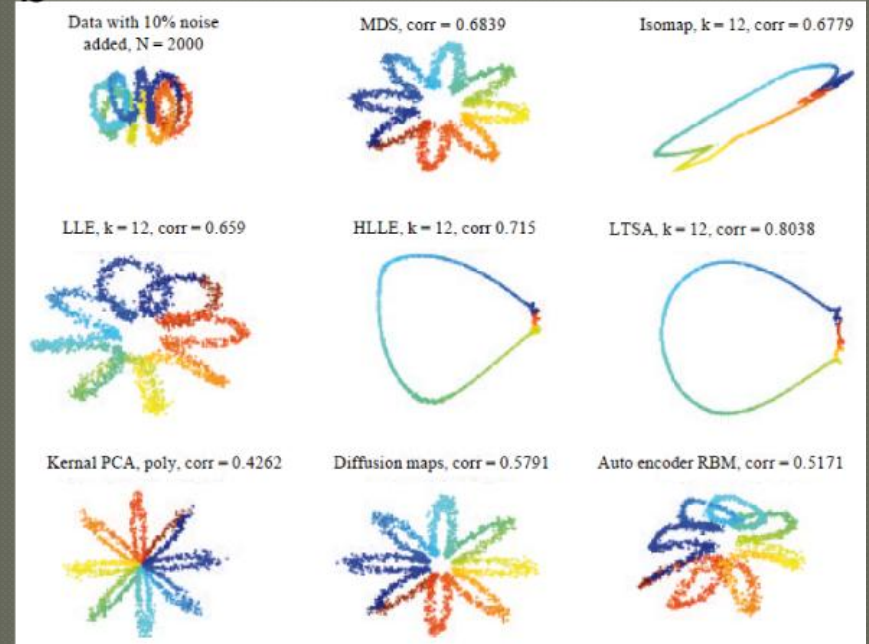 Data with 10% noise
added, N = 2000
MDS, corr = 0.6839
Isomap, k = 12, corr = 0.6779
LLE, k = 12, corr = 0.659
HLLE, k = 12, corr 0.715
LTSA, k = 12, corr = 0.8038
Kernal PCA, poly, corr = 0.4262
Diffusion maps, corr = 0.5791
Auto encoder RBM, corr = 0.5171